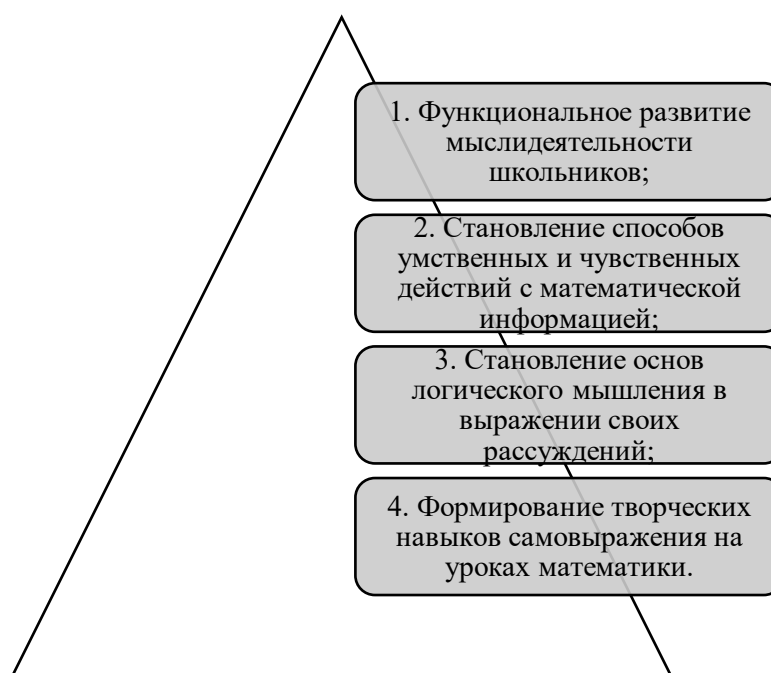 1. Функциональное развитие
мыслидеятельности
школьников;
2. Становление способов
умственных и чувственных
действий с математической
информацией;
3. Становление основ
логического мышления в
выражении своих
рассуждений;
4. Формирование творческих
навыков самовыражения на
уроках математики.